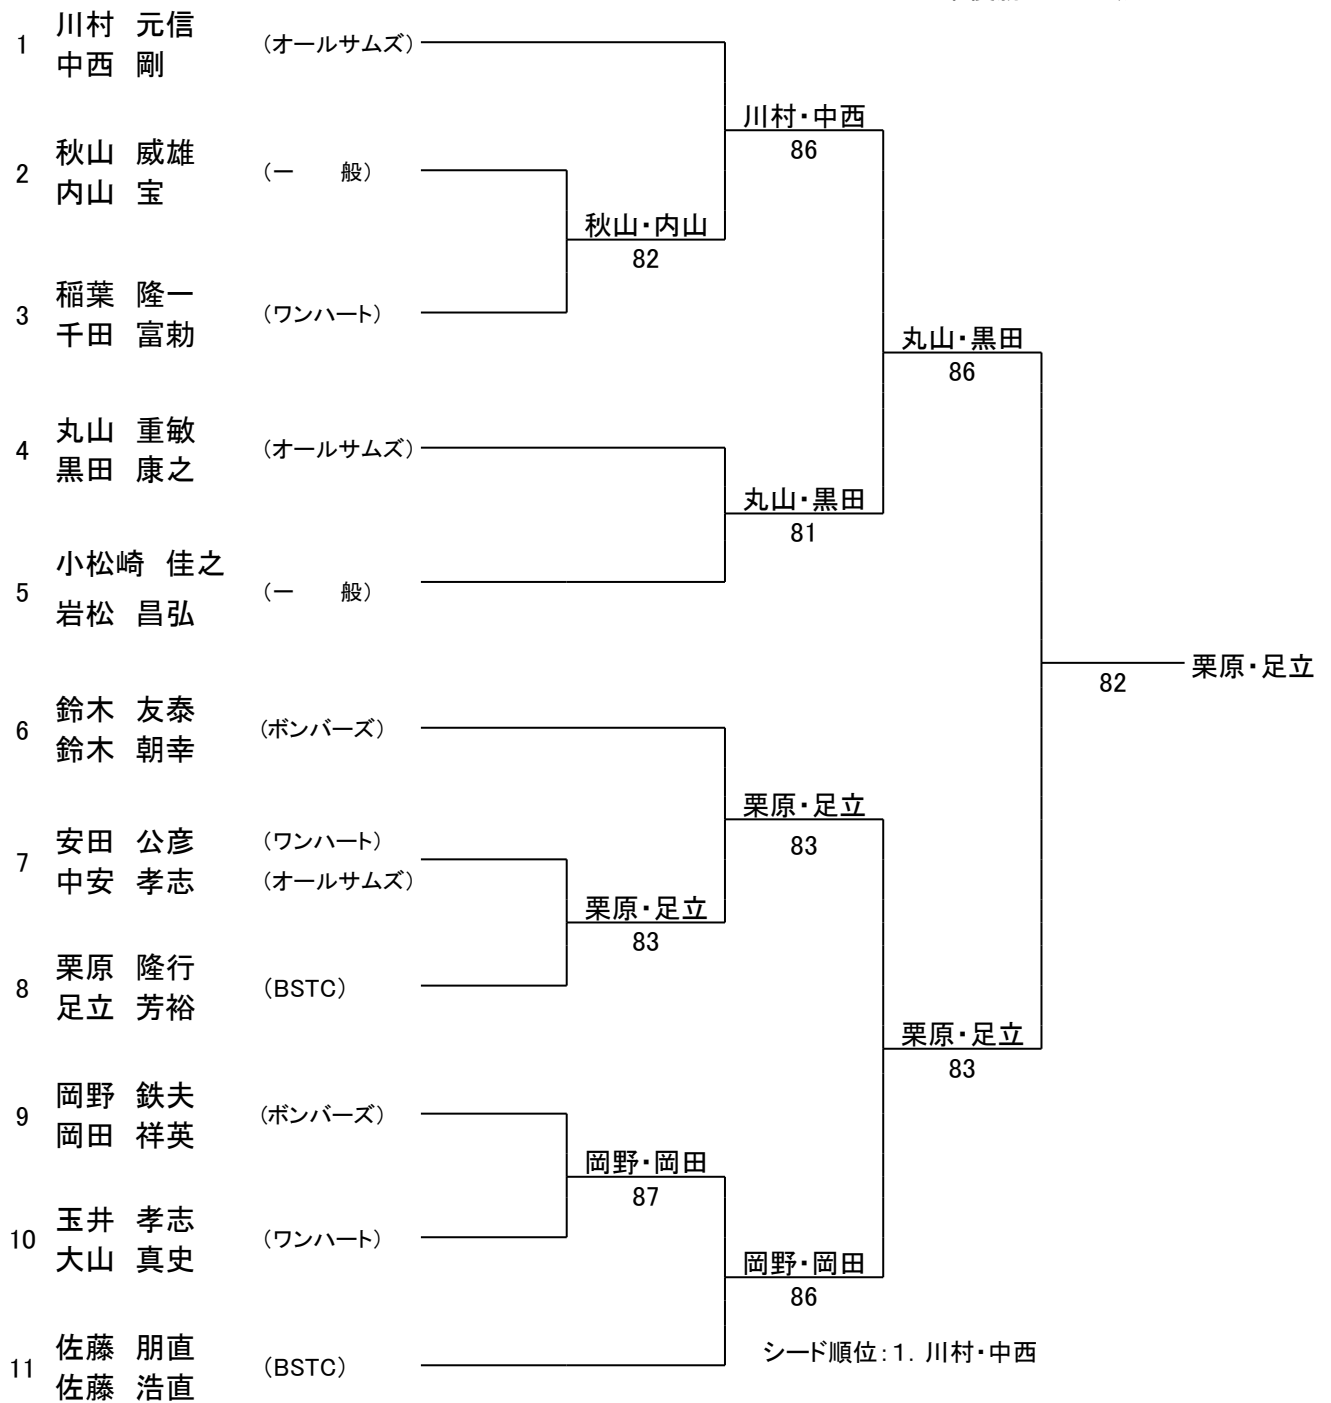 川村 元信
1 (オールサムズ)
中西 剛
川村・中西
86
秋山 威雄
2 (一 般)
内山 宝
秋山・内山
82
稲葉 隆一
3 (ワンハート)
千田 富勅
丸山・黒田
86
丸山 重敏
4 (オールサムズ)
黒田 康之
丸山・黒田
81
小松崎 佳之
5 (一 般)
岩松 昌弘
栗原・足立
82
鈴木 友泰
6 (ボンバーズ)
鈴木 朝幸
栗原・足立
83
安田 公彦 (ワンハート)
7
中安 孝志 (オールサムズ)
栗原・足立
83
栗原 隆行
8 (BSTC)
足立 芳裕
栗原・足立
83
岡野 鉄夫
9 (ボンバーズ)
岡田 祥英
岡野・岡田
87
玉井 孝志
10 (ワンハート)
大山 真史
岡野・岡田
86
佐藤 朋直
11 (BSTC)
佐藤 浩直
シード順位:1. 川村・中西